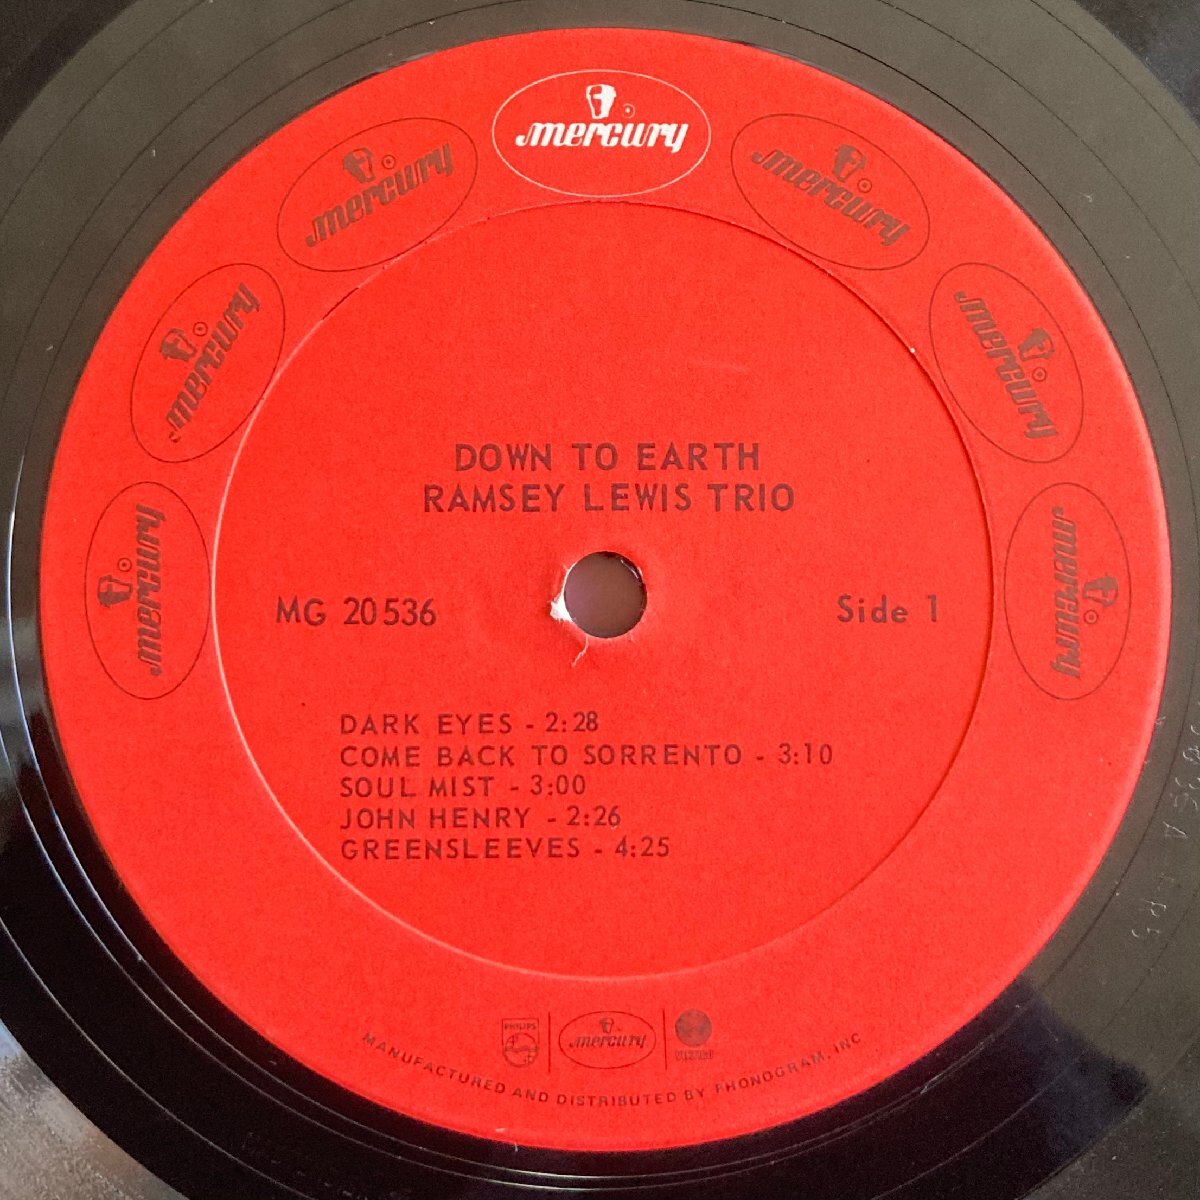 mercury
mercury
mercury
mercury
mercury
mercury
mercury
DOWN TO EARTH
RAMSEY LEWIS TRIO
MG 20536
Side 1
DARK EYES - 2:28
COME BACK TO SORRENTO - 3:10
SOUL MIST - 3:00
JOHN HENRY - 2:26
GREENSLEEVES - 4:25
PHILIPS
mercury
MANUFACTURED AND DISTRIBUTED BY PHONOGRAM, INC